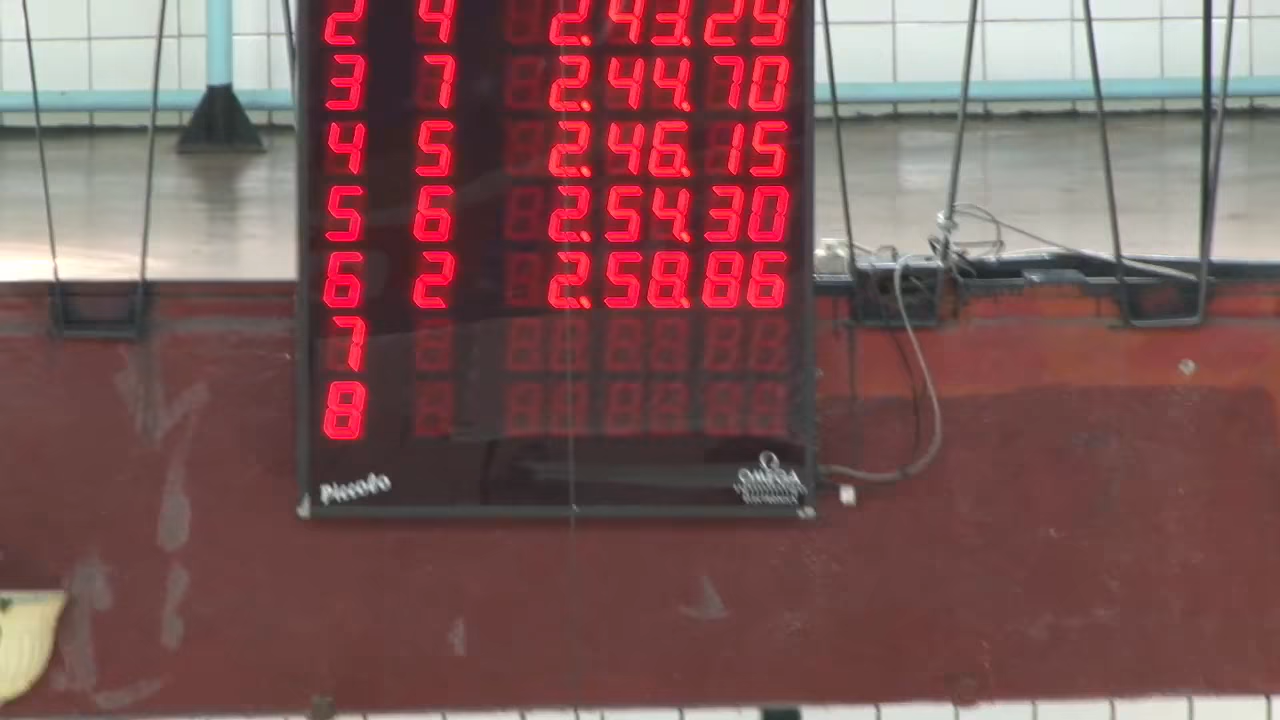 2 4 2.43.29
3 7 2.44.70
4 5 2.46.15
5 6 2.54.30
6 2 2.58.86
7
8
Piccolo
OMEGA